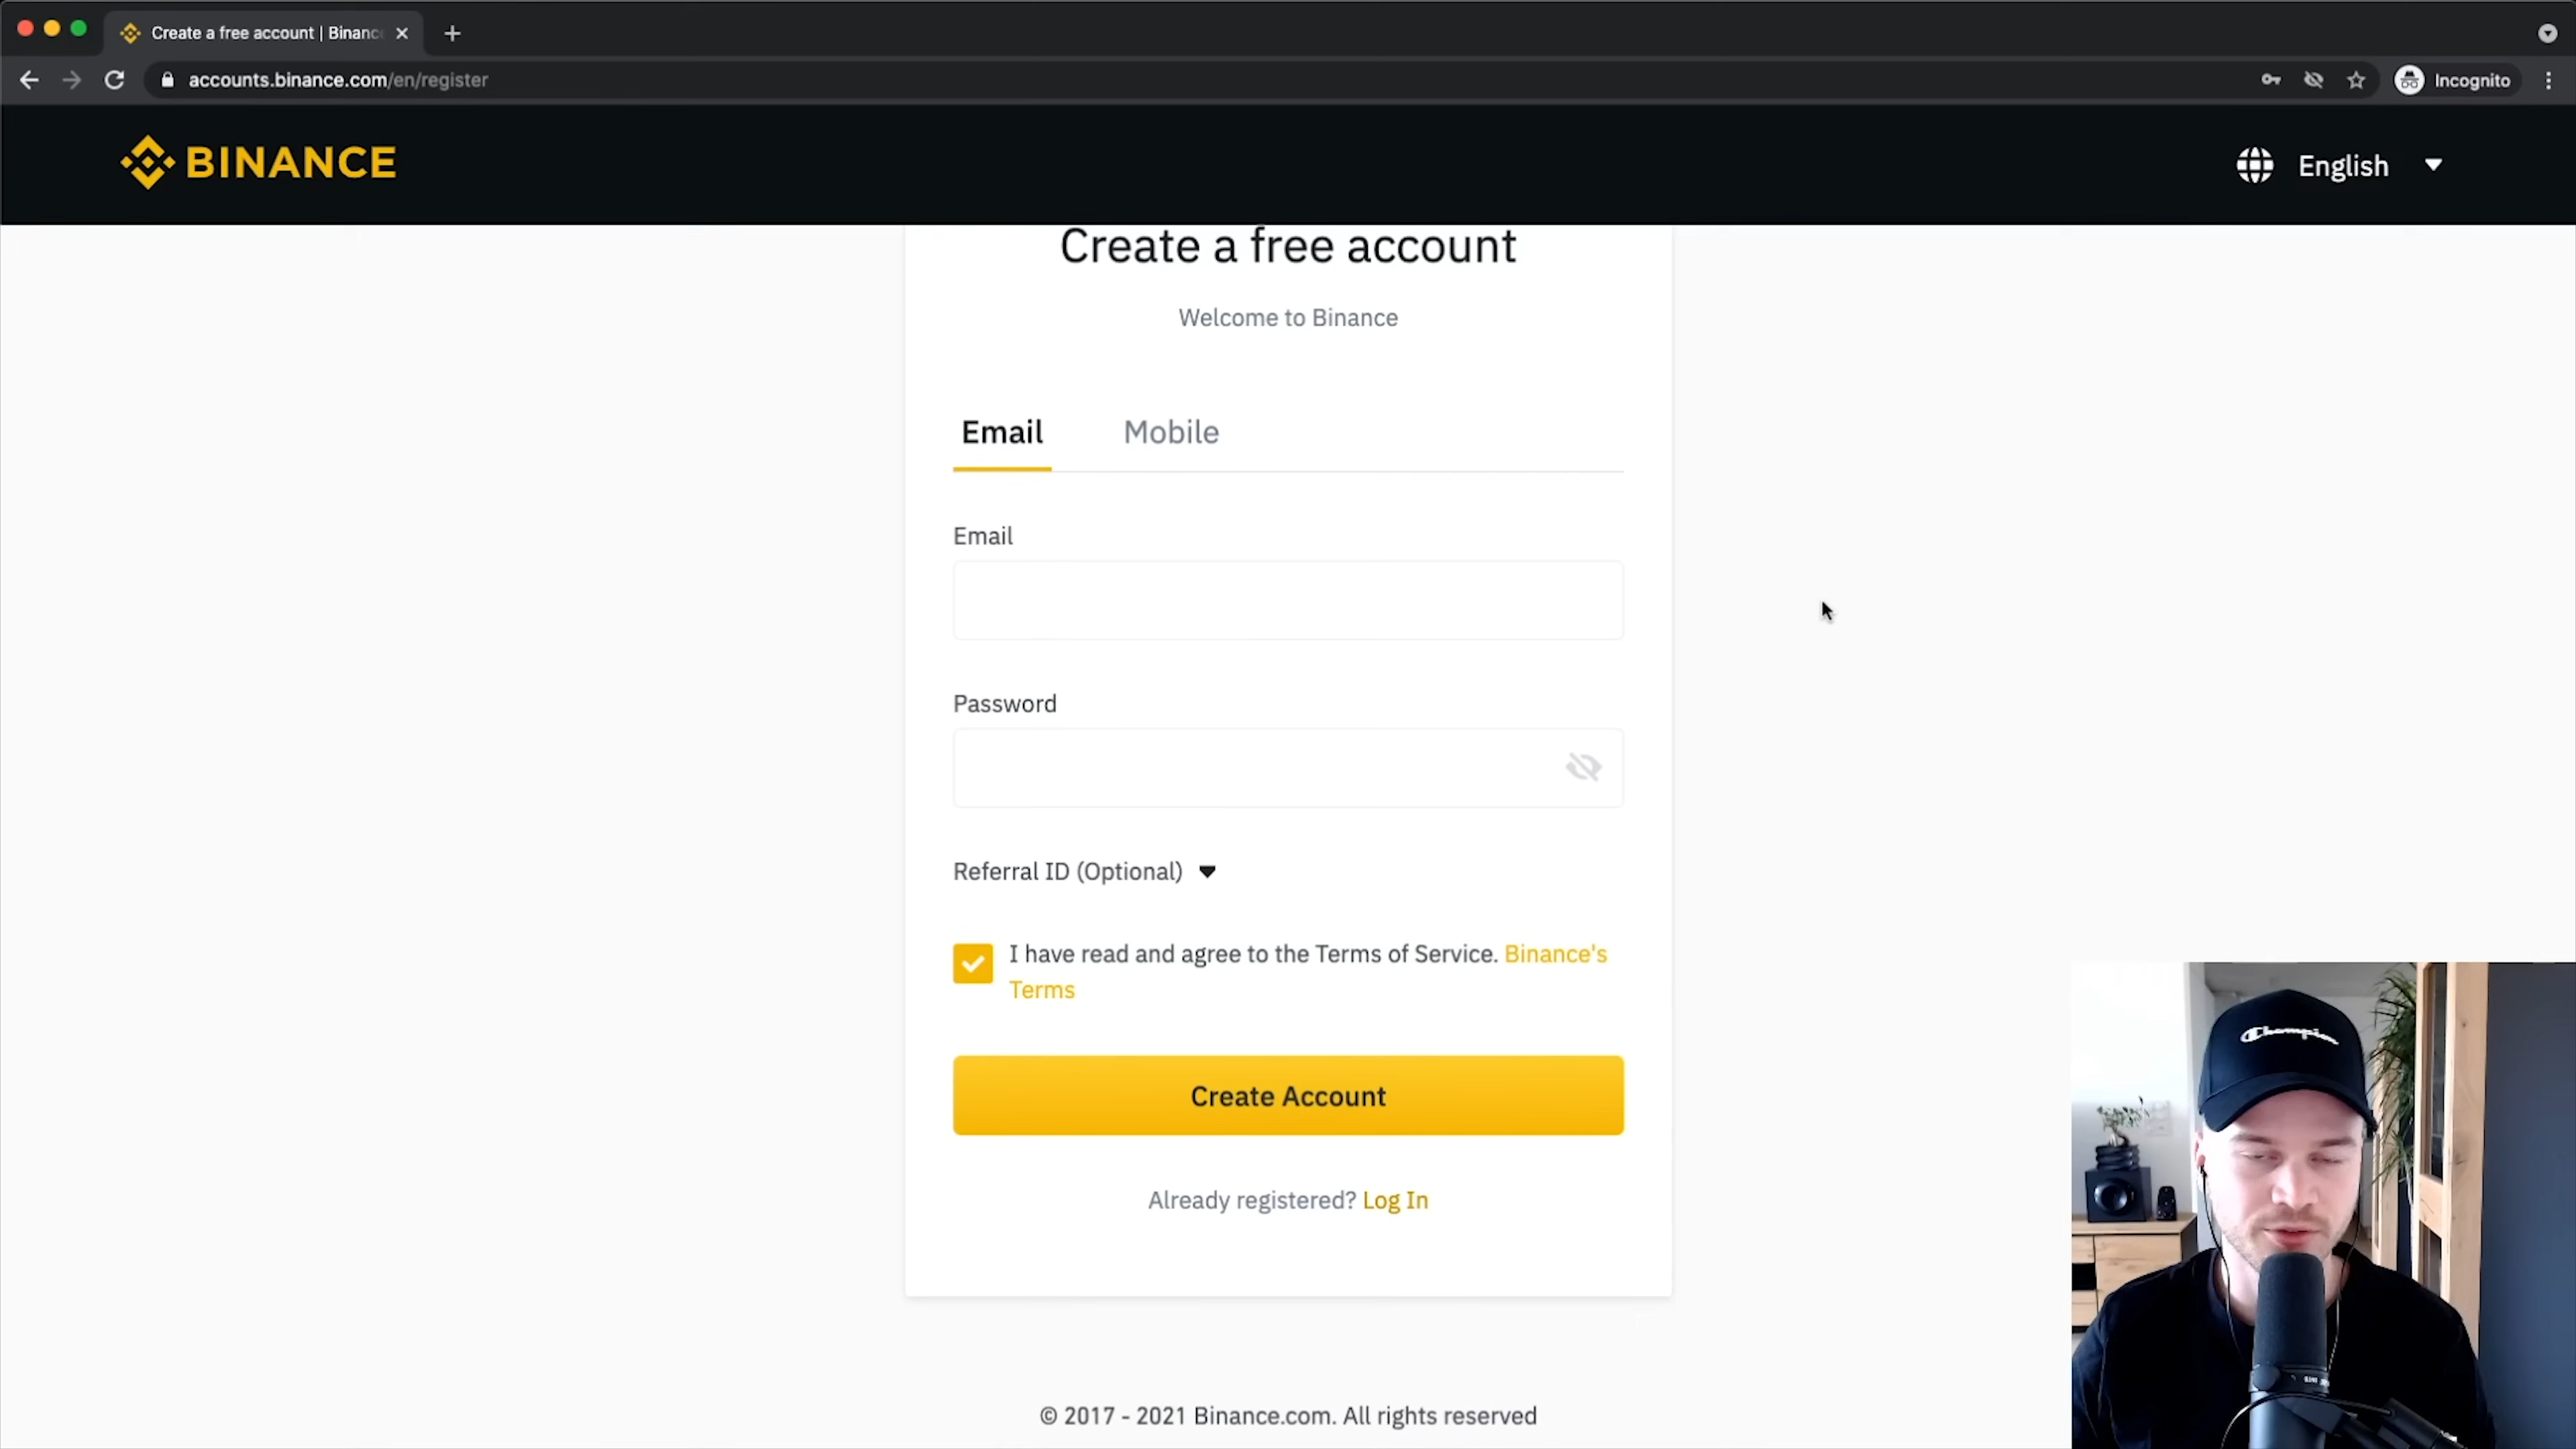 Create a free account | Binanc
accounts.binance.com/en/register
Incognito
BINANCE
English
Create a free account
Welcome to Binance
Email Mobile
Email
Password
Referral ID (Optional)
I have read and agree to the Terms of Service. Binance's
Terms
Create Account
Already registered? Log In
Champion
© 2017 - 2021 Binance.com. All rights reserved